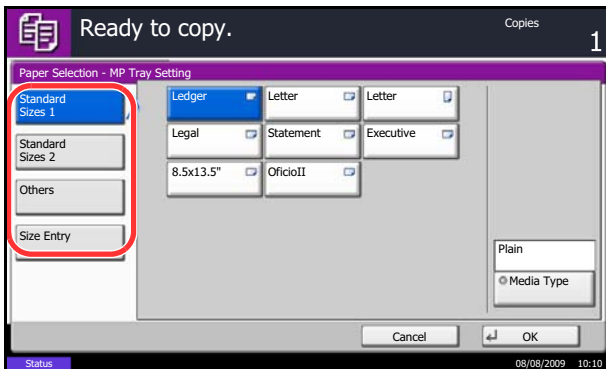 Ready to copy.
Copies
1
Paper Selection - MP Tray Setting
Standard
Sizes 1
Ledger
Letter
Letter
Standard
Sizes 2
Legal
Statement
Executive
Others
8.5x13.5"
OficioII
Size Entry
Plain
Media Type
Cancel
OK
Status
08/08/2009 10:10